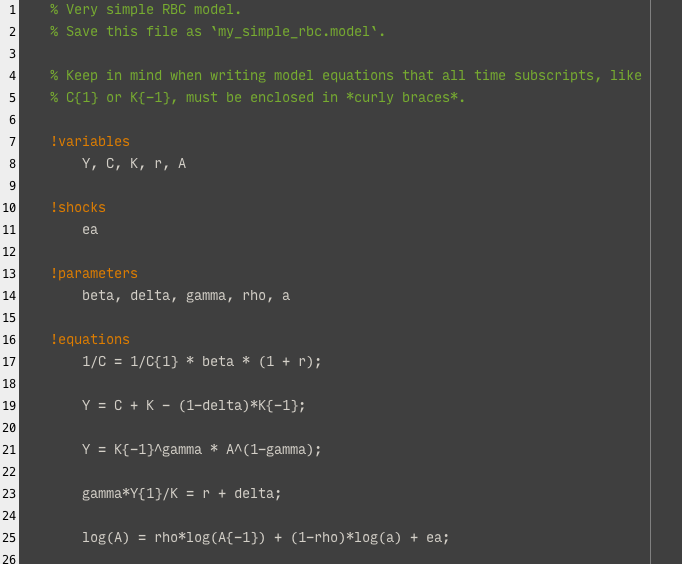 1 % Very simple RBC model.
2 % Save this file as `my_simple_rbc.model`.
3
4 % Keep in mind when writing model equations that all time subscripts, like
5 % C{1} or K{-1}, must be enclosed in *curly braces*.
6
7 !variables
8 Y, C, K, r, A
9
10 !shocks
11 ea
12
13 !parameters
14 beta, delta, gamma, rho, a
15
16 !equations
17 1/C = 1/C{1} * beta * (1 + r);
18
19 Y = C + K - (1-delta)*K{-1};
20
21 Y = K{-1}^gamma * A^(1-gamma);
22
23 gamma*Y{1}/K = r + delta;
24
25 log(A) = rho*log(A{-1}) + (1-rho)*log(a) + ea;
26